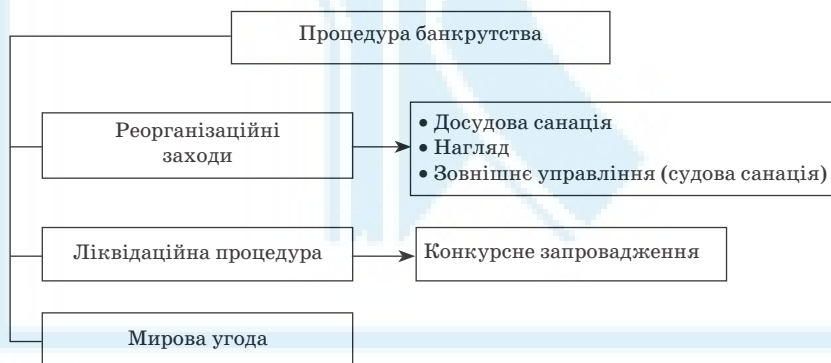 Процедура банкрутства
Реорганізаційні
заходи
• Досудова санація
• Нагляд
• Зовнішнє управління (судова санація)
Ліквідаційна процедура
Конкурсне запровадження
Мирова угода